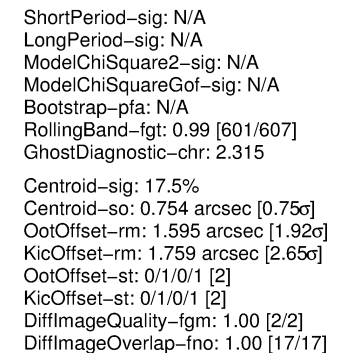 ShortPeriod−sig: N/A
LongPeriod−sig: N/A
ModelChiSquare2−sig: N/A
ModelChiSquareGof−sig: N/A
Bootstrap−pfa: N/A
RollingBand−fgt: 0.99 [601/607]
GhostDiagnostic−chr: 2.315
Centroid−sig: 17.5%
Centroid−so: 0.754 arcsec [0.75σ]
OotOffset−rm: 1.595 arcsec [1.92σ]
KicOffset−rm: 1.759 arcsec [2.65σ]
OotOffset−st: 0/1/0/1 [2]
KicOffset−st: 0/1/0/1 [2]
DiffImageQuality−fgm: 1.00 [2/2]
DiffImageOverlap−fno: 1.00 [17/17]